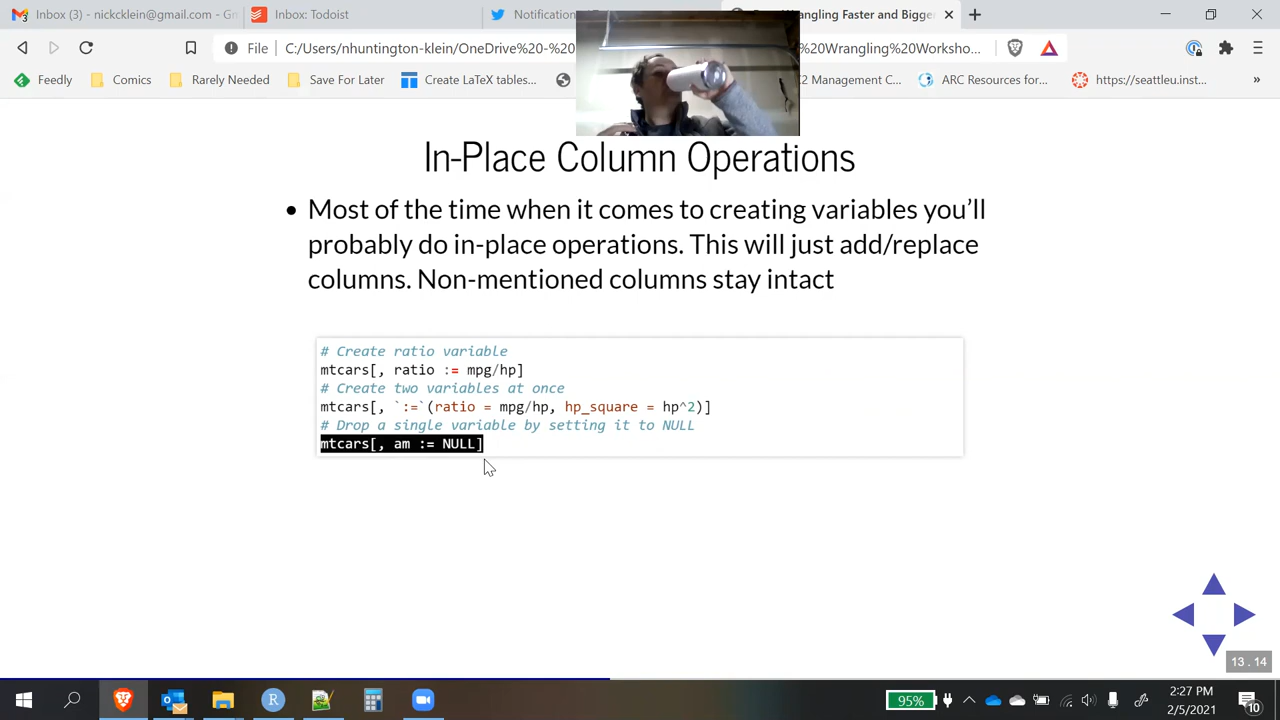 Inbox
nickcklein@gmail.com - G
Inbox: Todoist
Notification
Wrangling Faster and Bigge
File
C:/Users/nhuntington-klein/OneDrive%20-%20
%20Wrangling%20Worksho...
Feedly
Comics
Rarely Needed
Save For Later
Create LaTeX tables...
C2 Management C...
ARC Resources for...
https://seattleu.inst...
»
In-Place Column Operations
• Most of the time when it comes to creating variables you'll
probably do in-place operations. This will just add/replace
columns. Non-mentioned columns stay intact
# Create ratio variable
mtcars[, ratio := mpg/hp]
# Create two variables at once
mtcars[, `:=`(ratio = mpg/hp, hp_square = hp^2)]
# Drop a single variable by setting it to NULL
mtcars[, am := NULL]
13.14
95%
2:27 PM
2/5/2021
10